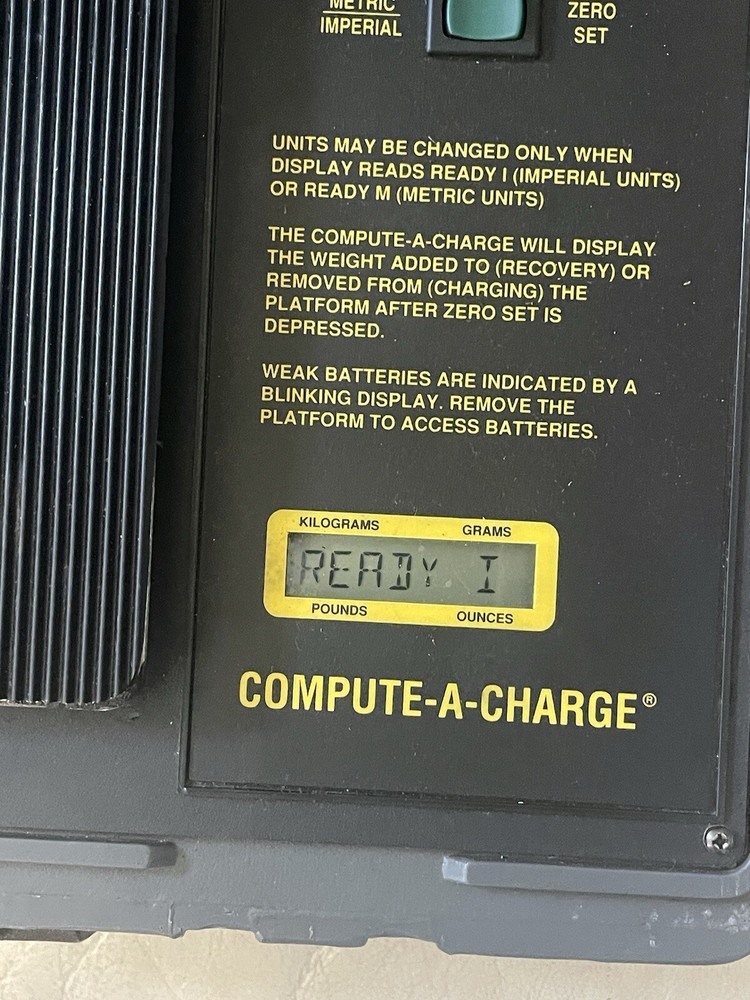 METRIC
IMPERIAL
ZERO
SET
UNITS MAY BE CHANGED ONLY WHEN
DISPLAY READS READY I (IMPERIAL UNITS)
OR READY M (METRIC UNITS)
THE COMPUTE-A-CHARGE WILL DISPLAY
THE WEIGHT ADDED TO (RECOVERY) OR
REMOVED FROM (CHARGING) THE
PLATFORM AFTER ZERO SET IS
DEPRESSED.
WEAK BATTERIES ARE INDICATED BY A
BLINKING DISPLAY. REMOVE THE
PLATFORM TO ACCESS BATTERIES.
KILOGRAMS GRAMS
READY I
POUNDS OUNCES
COMPUTE-A-CHARGE®